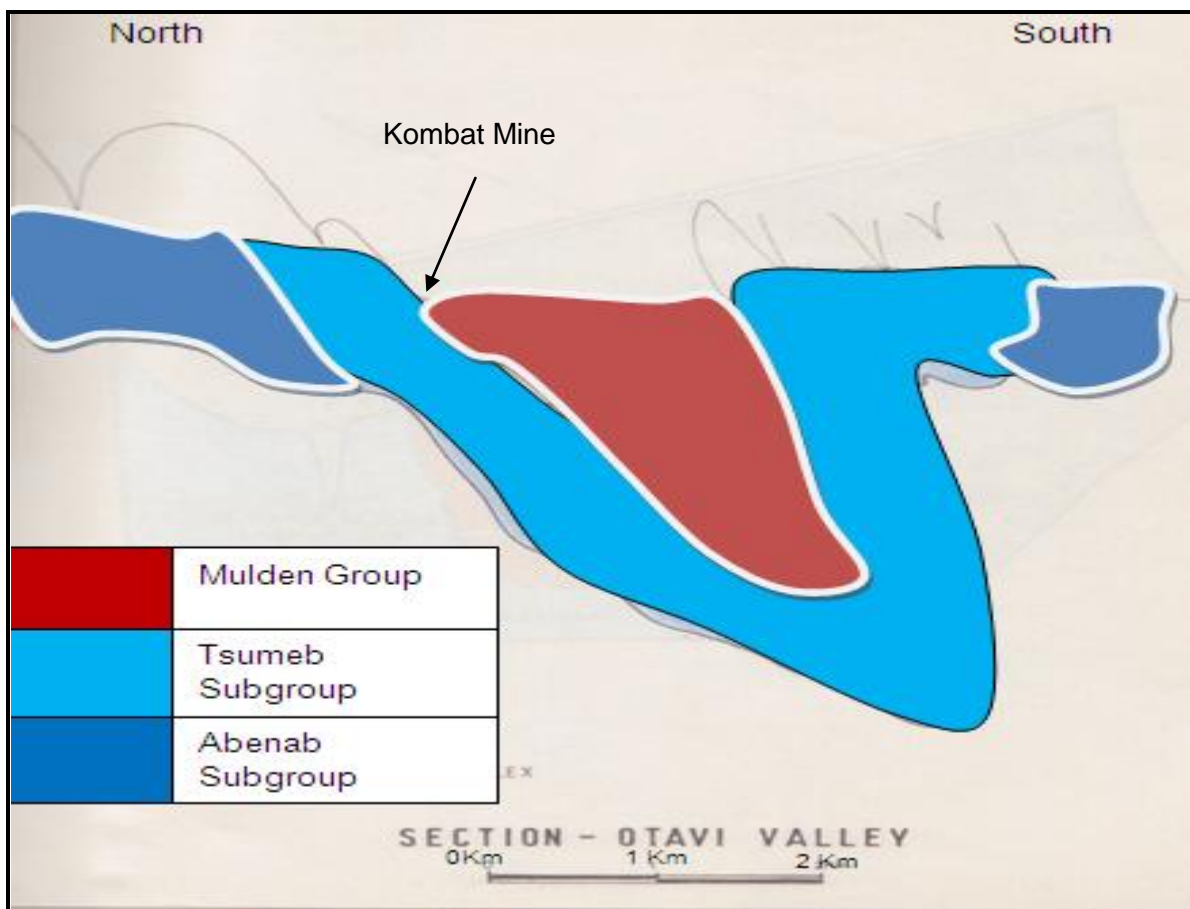 North
South
Kombat Mine
Mulden Group
Tsumeb
Subgroup
Abenab
Subgroup
SECTION - OTAVI VALLEY
0Km
1 Km
2 Km